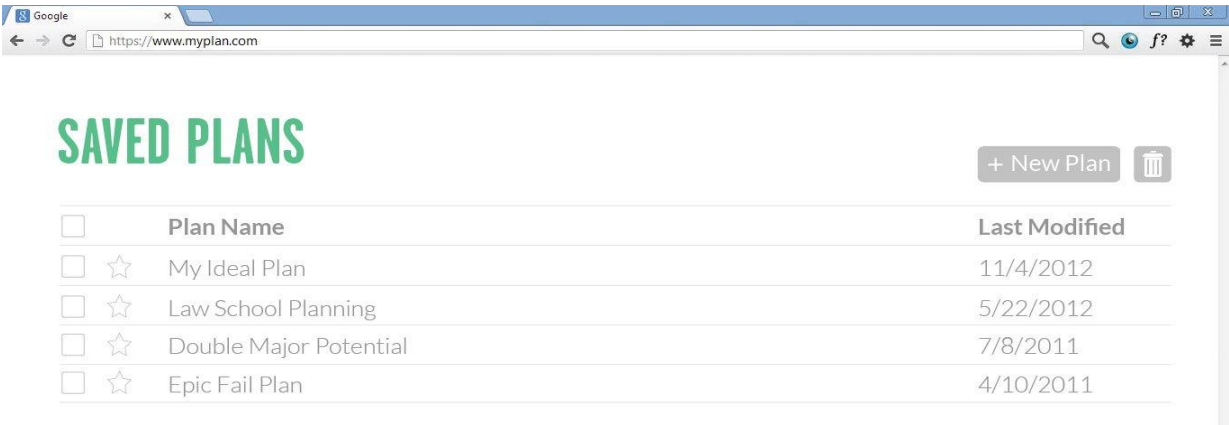 Google
https://www.myplan.com
f?
SAVED PLANS
+ New Plan
Plan Name Last Modified
My Ideal Plan 11/4/2012
Law School Planning 5/22/2012
Double Major Potential 7/8/2011
Epic Fail Plan 4/10/2011